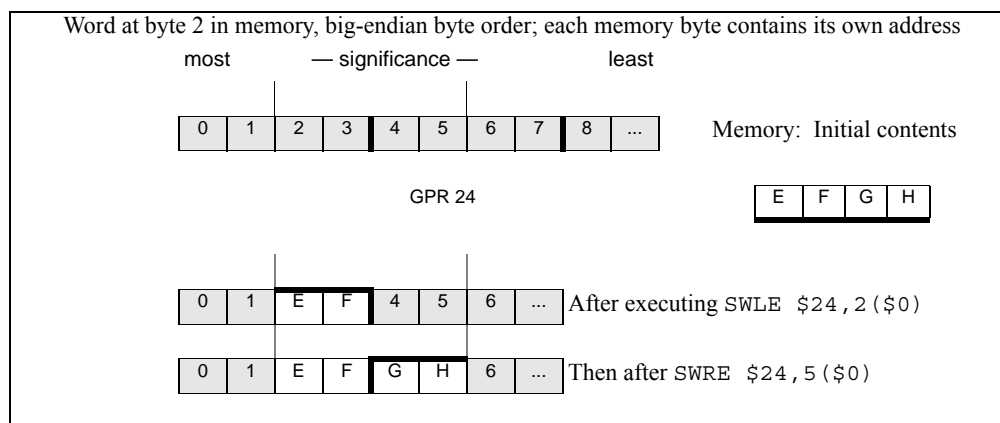 Word at byte 2 in memory, big-endian byte order; each memory byte contains its own address
most — significance — least
0 1 2 3 4 5 6 7 8 ... Memory: Initial contents
GPR 24
E F G H
0 1 E F 4 5 6 ... After executing SWLE $24,2($0)
0 1 E F G H 6 ... Then after SWRE $24,5($0)